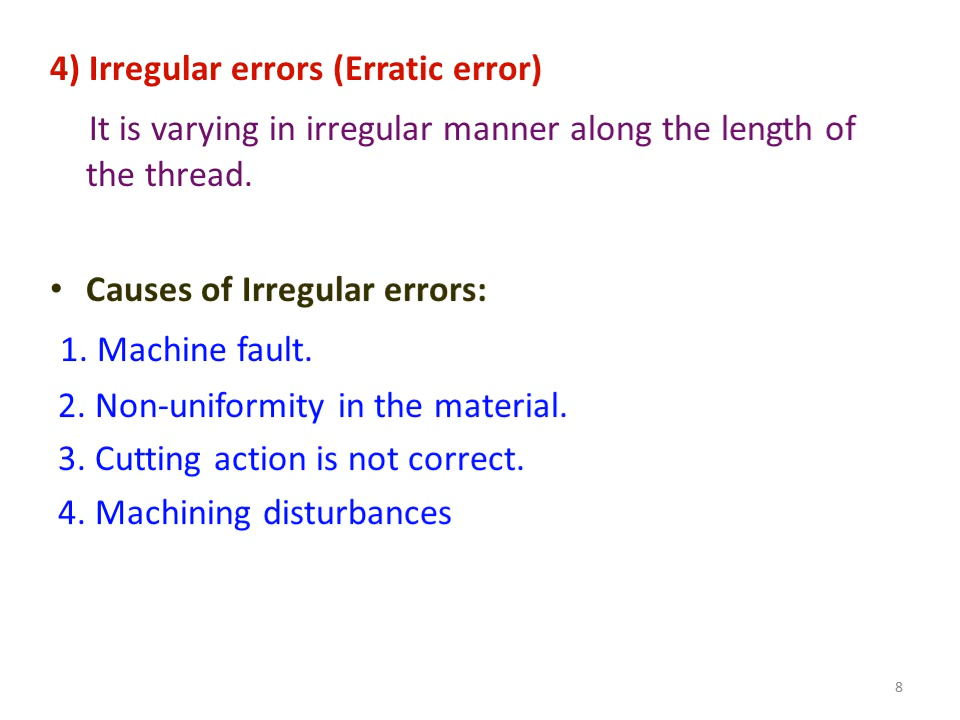 4) Irregular errors (Erratic error)
It is varying in irregular manner along the length of
the thread.
• Causes of Irregular errors:
1. Machine fault.
2. Non-uniformity in the material.
3. Cutting action is not correct.
4. Machining disturbances
8